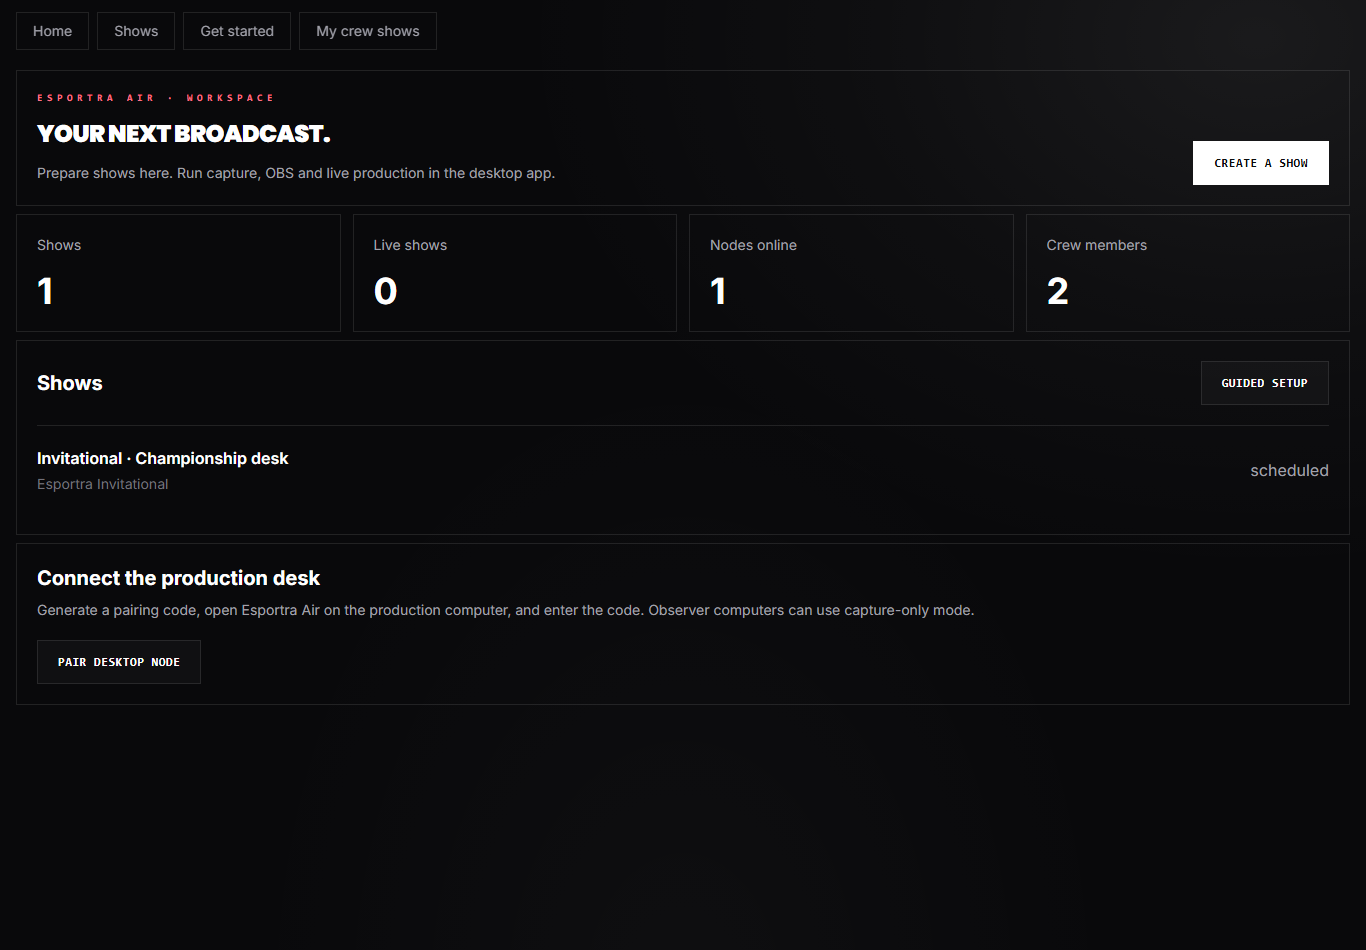 Home
Shows
Get started
My crew shows
ESPORTRA AIR · WORKSPACE
YOUR NEXT BROADCAST.
Prepare shows here. Run capture, OBS and live production in the desktop app.
CREATE A SHOW
Shows
1
Live shows
0
Nodes online
1
Crew members
2
Shows
GUIDED SETUP
Invitational · Championship desk
Esportra Invitational
scheduled
Connect the production desk
Generate a pairing code, open Esportra Air on the production computer, and enter the code. Observer computers can use capture-only mode.
PAIR DESKTOP NODE